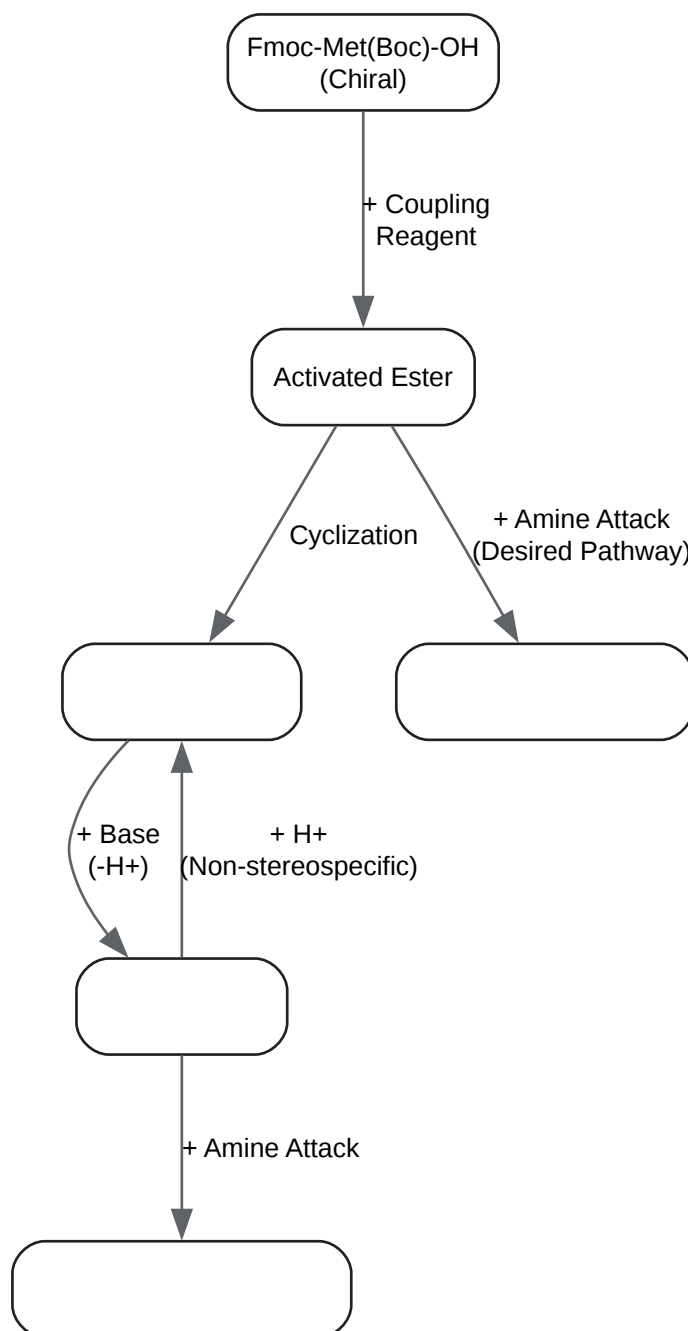 Fmoc-Met(Boc)-OH
(Chiral)
+ Coupling
Reagent
Activated Ester
Cyclization
+ Amine Attack
(Desired Pathway)
+ Base
(-H+)
+ H+
(Non-stereospecific)
+ Amine Attack